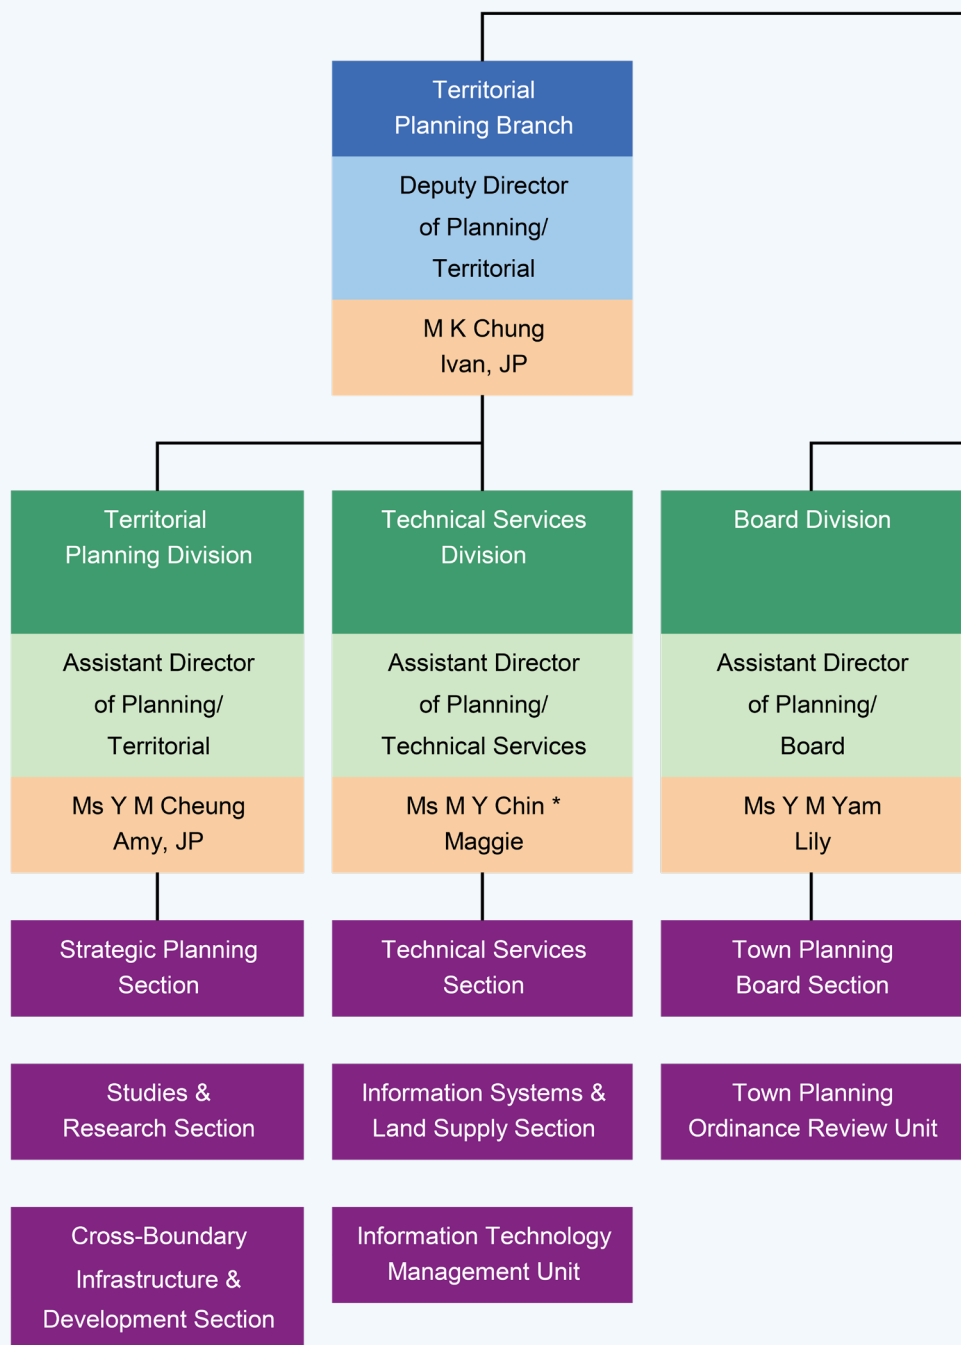 Territorial
Planning Branch
Deputy Director
of Planning/
Territorial
M K Chung
Ivan, JP
Territorial
Planning Division
Assistant Director
of Planning/
Territorial
Ms Y M Cheung
Amy, JP
Strategic Planning
Section
Studies &
Research Section
Cross-Boundary
Infrastructure &
Development Section
Technical Services
Division
Assistant Director
of Planning/
Technical Services
Ms M Y Chin *
Maggie
Technical Services
Section
Information Systems &
Land Supply Section
Information Technology
Management Unit
Board Division
Assistant Director
of Planning/
Board
Ms Y M Yam
Lily
Town Planning
Board Section
Town Planning
Ordinance Review Unit